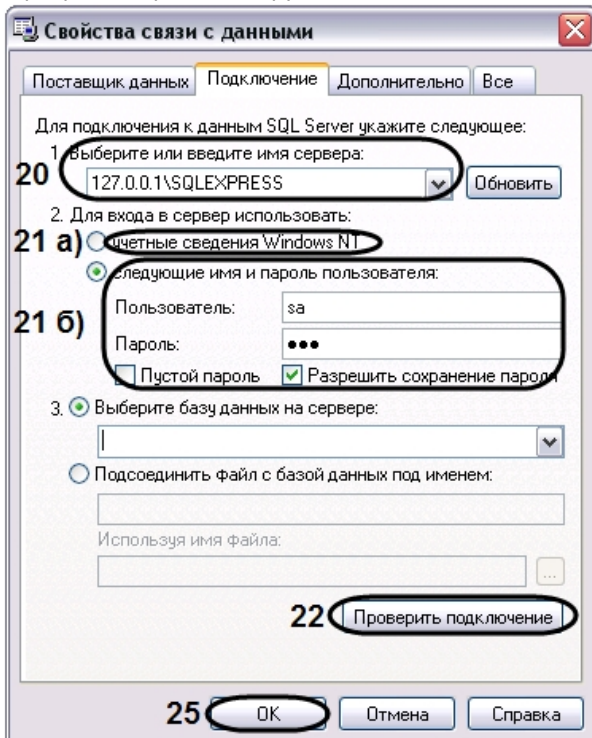 Свойства связи с данными
Поставщик данных Подключение Дополнительно Все
Для подключения к данным SQL Server укажите следующее:
1. Выберите или введите имя сервера:
20
127.0.0.1\SQLEXPRESS Обновить
2. Для входа в сервер использовать:
21 а) учетные сведения Windows NT
следующие имя и пароль пользователя:
21 б)
Пользователь: sa
Пароль: ●●●
Пустой пароль Разрешить сохранение пароля
3. Выберите базу данных на сервере:
Подсоединить файл с базой данных под именем:
Используя имя файла:
...
22 Проверить подключение
25 ОК Отмена Справка